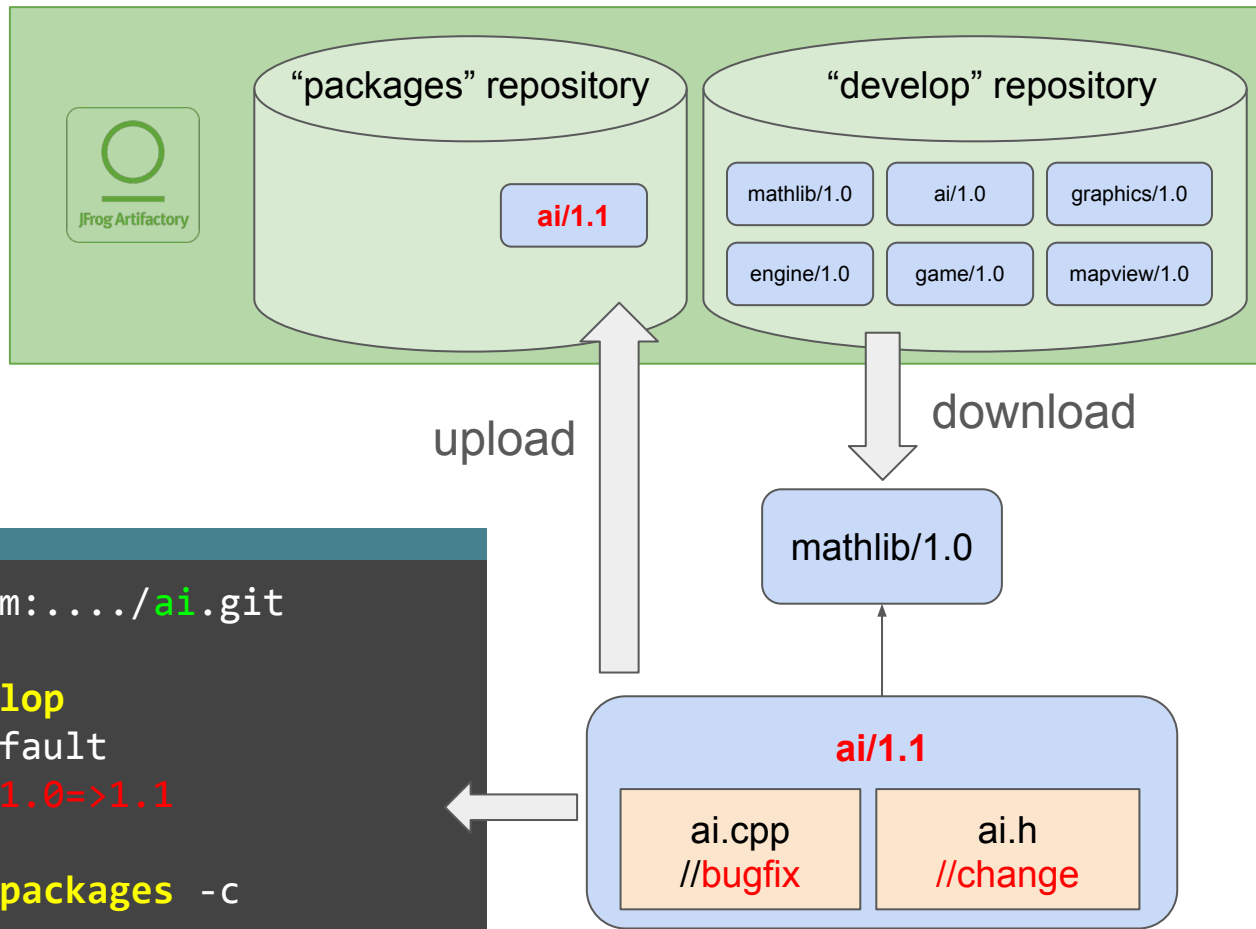 “packages” repository
“develop” repository
JFrog Artifactory
ai/1.1
mathlib/1.0
ai/1.0
graphics/1.0
engine/1.0
game/1.0
mapview/1.0
upload
download
mathlib/1.0
m:..../ai.git
lop
fault
1.0=>1.1
packages -c
ai/1.1
ai.cpp
//bugfix
ai.h
//change